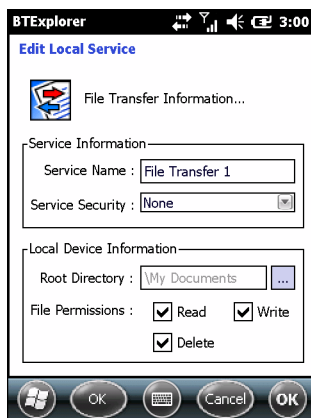 BTExplorer 3:00
Edit Local Service
File Transfer Information...
Service Information
Service Name : File Transfer 1
Service Security : None
Local Device Information
Root Directory : \My Documents ...
File Permissions : Read Write
Delete
OK Cancel OK